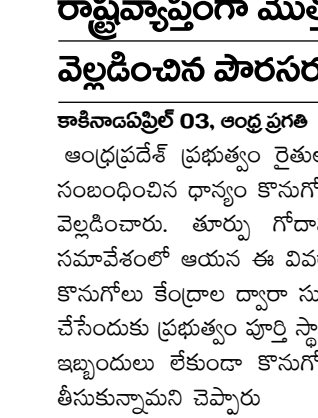 రాష్ట్రవ్యాప్తంగా
వెల్లడించిన పౌరసర
కాకినాడఏప్రిల్ 03, ఆంధ్ర ప్రగతి
ఆంధ్రప్రదేశ్ ప్రభుత్వం రైతుల
సంబంధించిన ధాన్యం కొనుగో
వెల్లడించారు. తూర్పు గోదా
సమావేశంలో ఆయన ఈ వివ
కొనుగోలు కేంద్రాల ద్వారా సు
చేసేందుకు ప్రభుత్వం పూర్తి స్థా
ఇబ్బందులు లేకుండా కొనుగో
తీసుకున్నామని చెప్పారు